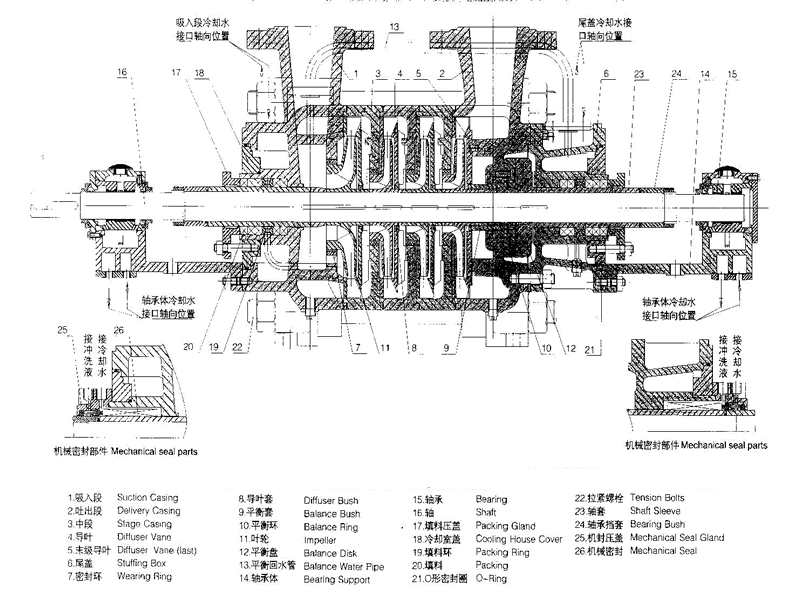 吸入段冷却水
接口轴向位置
13
尾盖冷却水接
口轴向位置
16
17
18
1
3
4
5
2
6
23
24
14
15
轴承体冷却水
接口轴向位置
轴承体冷却水
接口轴向位置
20
19
22
7
11
8
9
10
12
21
25
接冲洗液
接冷却水
26
接冲洗液
接冷却水
机械密封部件 Mechanical seal parts
机械密封部件 Mechanical seal parts
1.吸入段 Suction Casing
2.吐出段 Delivery Casing
3.中段 Stage Casing
4.导叶 Diffuser Vane
5.末级导叶 Diffuser Vane (last)
6.尾盖 Stuffing Box
7.密封环 Wearing Ring
8.导叶套 Diffuser Bush
9.平衡套 Balance Bush
10.平衡环 Balance Ring
11.叶轮 Impeller
12.平衡盘 Balance Disk
13.平衡回水管 Balance Water Pipe
14.轴承体 Bearing Support
15.轴承 Bearing
16.轴 Shaft
17.填料压盖 Packing Gland
18.冷却室盖 Cooling House Cover
19.填料环 Packing Ring
20.填料 Packing
21.O形密封圈 O-Ring
22.拉紧螺栓 Tension Bolts
23.轴套 Shaft Sleeve
24.轴承挡套 Bearing Bush
25.机封压盖 Mechanical Seal Gland
26.机械密封 Mechanical Seal